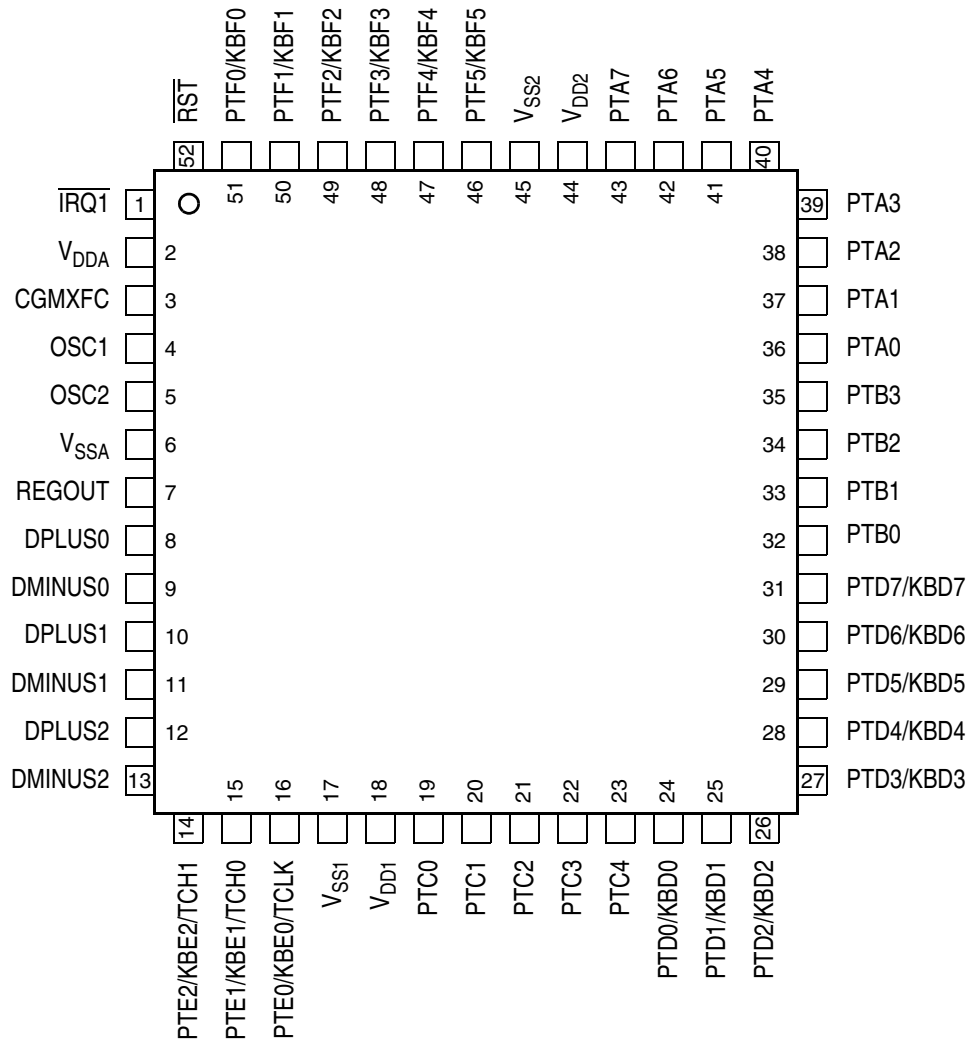 RST
PTF0/KBF0
PTF1/KBF1
PTF2/KBF2
PTF3/KBF3
PTF4/KBF4
PTF5/KBF5
VSS2
VDD2
PTA7
PTA6
PTA5
PTA4
52
51
50
49
48
47
46
45
44
43
42
41
40
IRQ1 1
VDDA 2
CGMXFC 3
OSC1 4
OSC2 5
VSSA 6
REGOUT 7
DPLUS0 8
DMINUS0 9
DPLUS1 10
DMINUS1 11
DPLUS2 12
DMINUS2 13
39 PTA3
38 PTA2
37 PTA1
36 PTA0
35 PTB3
34 PTB2
33 PTB1
32 PTB0
31 PTD7/KBD7
30 PTD6/KBD6
29 PTD5/KBD5
28 PTD4/KBD4
27 PTD3/KBD3
14
15
16
17
18
19
20
21
22
23
24
25
26
PTE2/KBE2/TCH1
PTE1/KBE1/TCH0
PTE0/KBE0/TCLK
VSS1
VDD1
PTC0
PTC1
PTC2
PTC3
PTC4
PTD0/KBD0
PTD1/KBD1
PTD2/KBD2